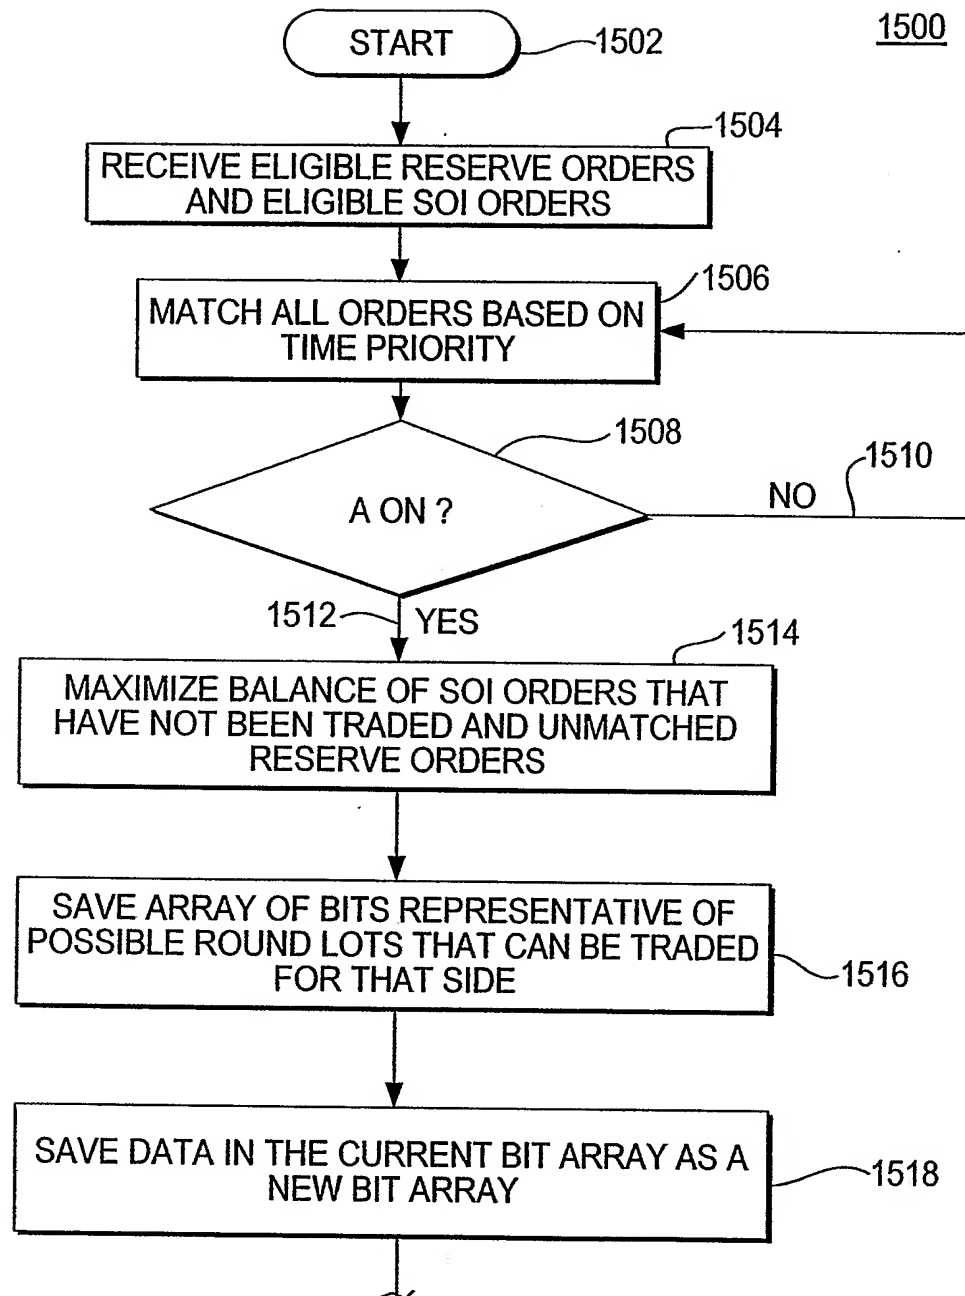 1500
START
1502
1504
RECEIVE ELIGIBLE RESERVE ORDERS
AND ELIGIBLE SOI ORDERS
1506
MATCH ALL ORDERS BASED ON
TIME PRIORITY
1508
A ON ?
1510
NO
1512
YES
1514
MAXIMIZE BALANCE OF SOI ORDERS THAT
HAVE NOT BEEN TRADED AND UNMATCHED
RESERVE ORDERS
SAVE ARRAY OF BITS REPRESENTATIVE OF
POSSIBLE ROUND LOTS THAT CAN BE TRADED
FOR THAT SIDE
1516
SAVE DATA IN THE CURRENT BIT ARRAY AS A
NEW BIT ARRAY
1518